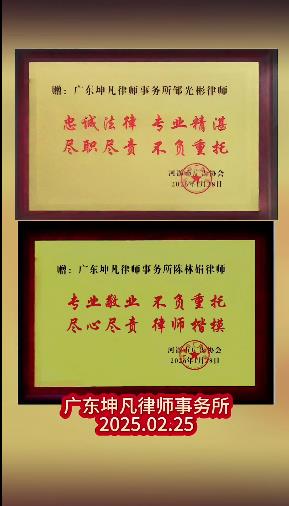 赠：广东坤凡律师事务所邹光彬律师
忠诚法律 专业精湛
尽职尽责 不负重托
赠：广东坤凡律师事务所陈林娟律师
专业敬业 不负重托
尽心尽责 律师楷模
广东坤凡律师事务所
2025.02.25